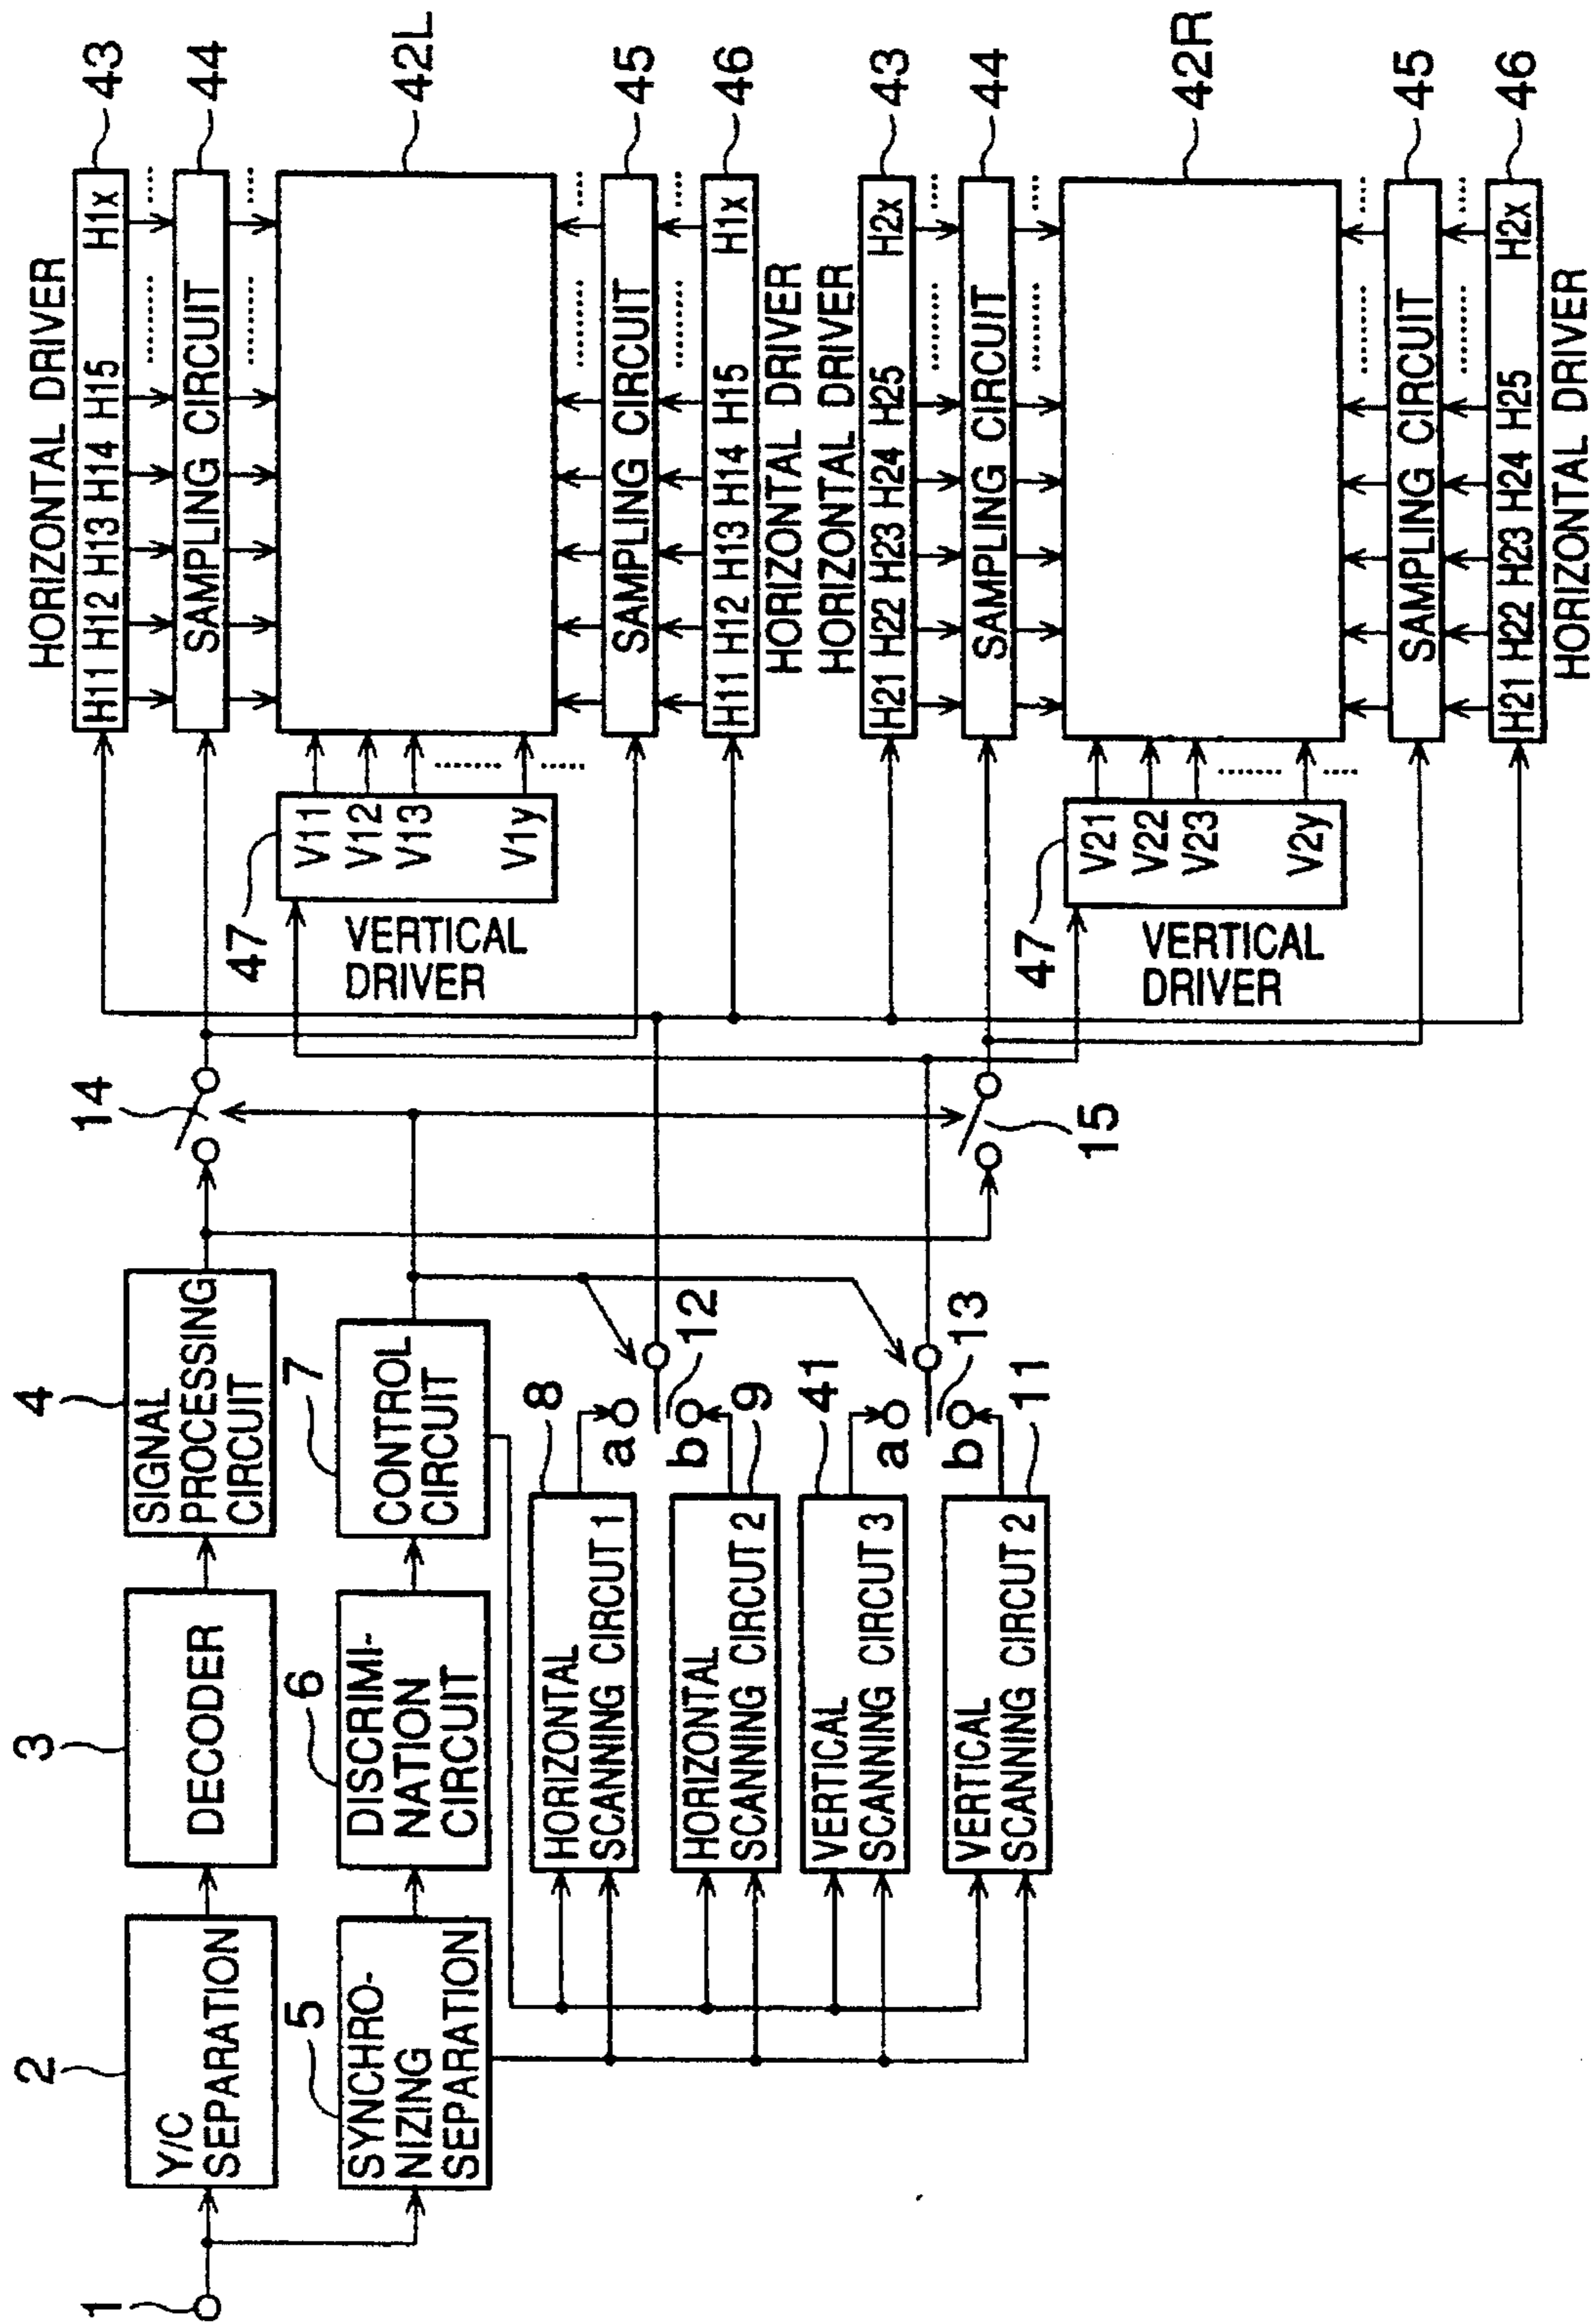 1
2
Y/C
SEPARATION
3
DECODER
4
SIGNAL
PROCESSING
CIRCUIT
5
SYNCHRO-
NIZING
SEPARATION
6
DISCRIMI-
NATION
CIRCUIT
7
CONTROL
CIRCUIT
8
HORIZONTAL
SCANNING CIRCUT 1
9
HORIZONTAL
SCANNING CIRCUT 2
41
VERTICAL
SCANNING CIRCUT 3
11
VERTICAL
SCANNING CIRCUT 2
a
b
12
a
b
13
14
15
HORIZONTAL DRIVER
H11 H12 H13 H14 H15 H1x
43
SAMPLING CIRCUIT
44
42L
47
V11
V12
V13
V1y
VERTICAL
DRIVER
SAMPLING CIRCUIT
45
H11 H12 H13 H14 H15 H1x
46
HORIZONTAL DRIVER
HORIZONTAL DRIVER
H21 H22 H23 H24 H25 H2x
43
SAMPLING CIRCUIT
44
42R
47
V21
V22
V23
V2y
VERTICAL
DRIVER
SAMPLING CIRCUIT
45
H21 H22 H23 H24 H25 H2x
46
HORIZONTAL DRIVER